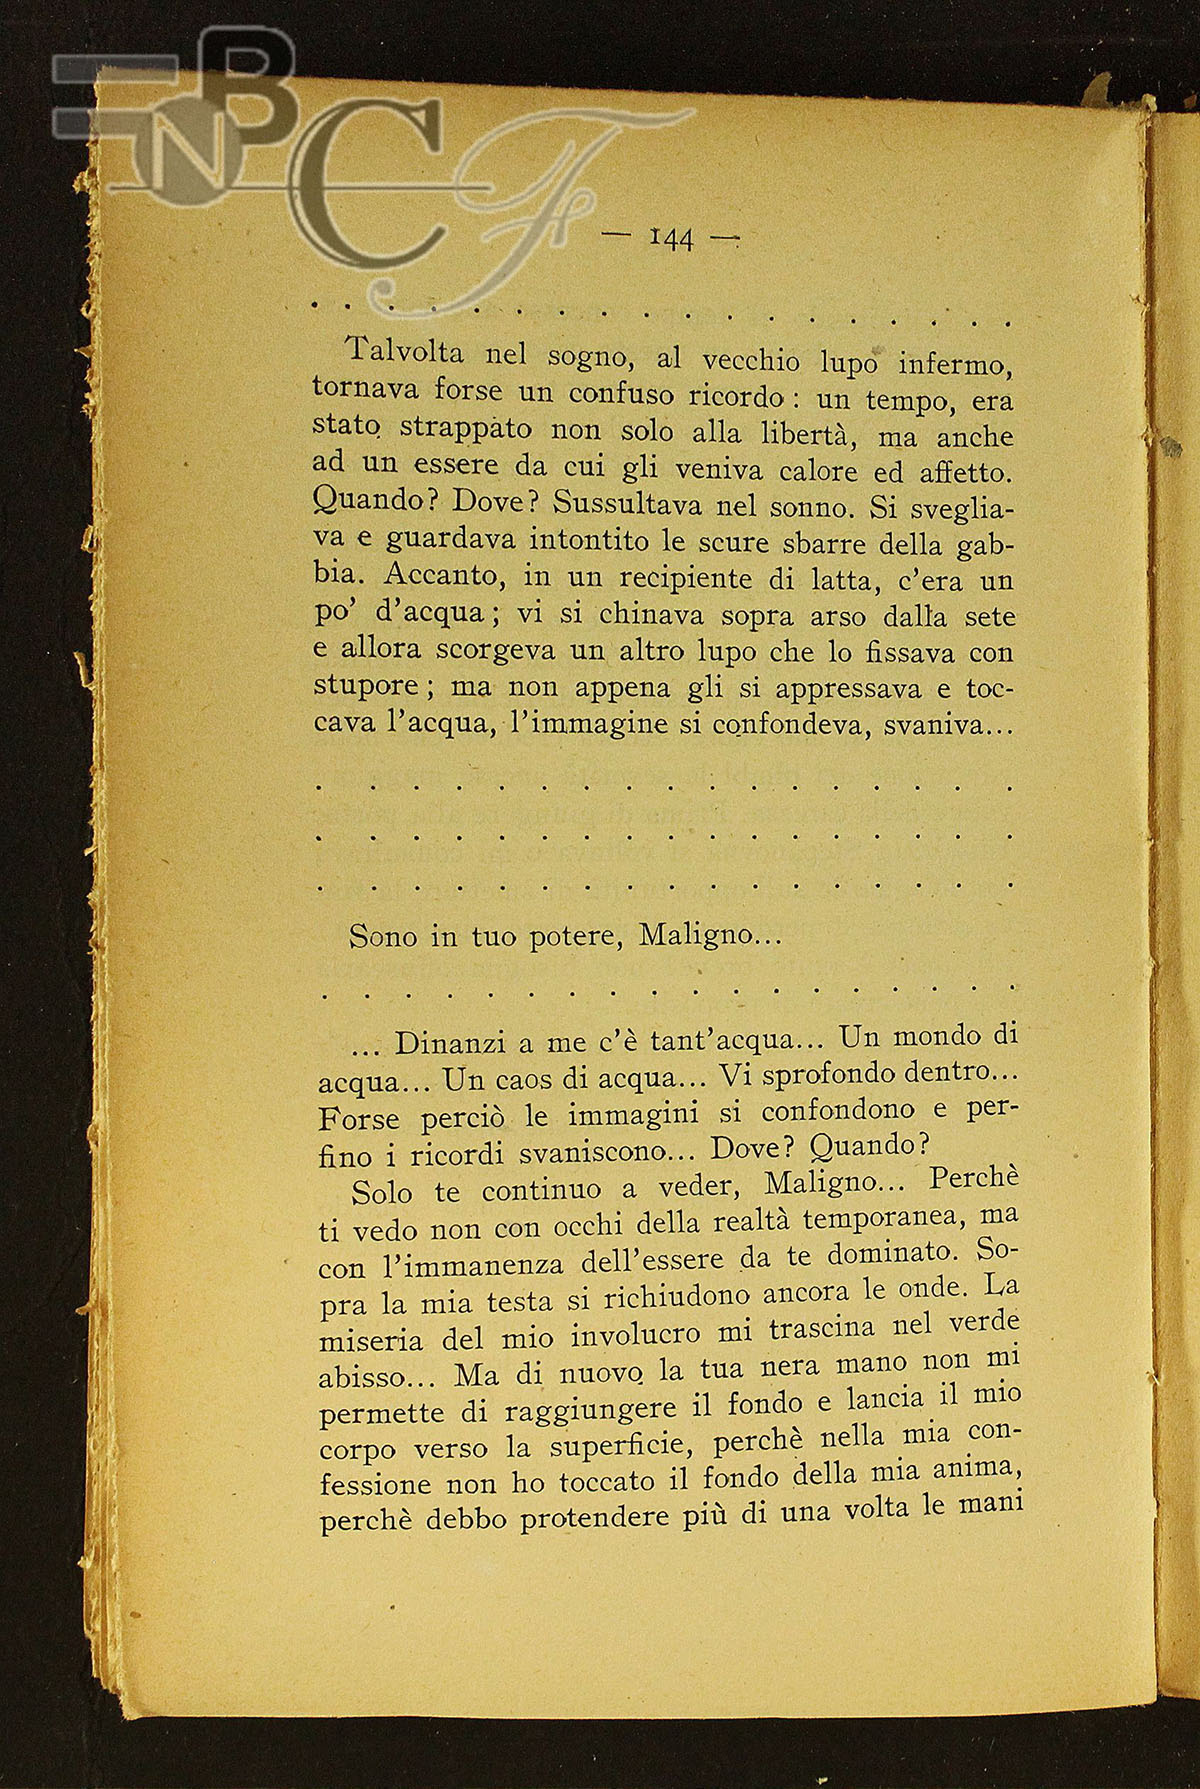 NBCF
— 144 —
. . . . . . . . . . . . . . . . .
Talvolta nel sogno, al vecchio lupo infermo,
tornava forse un confuso ricordo : un tempo, era
stato strappato non solo alla libertà, ma anche
ad un essere da cui gli veniva calore ed affetto.
Quando? Dove? Sussultava nel sonno. Si sveglia-
va e guardava intontito le scure sbarre della gab-
bia. Accanto, in un recipiente di latta, c'era un
po' d'acqua ; vi si chinava sopra arso dalla sete
e allora scorgeva un altro lupo che lo fissava con
stupore ; ma non appena gli si appressava e toc-
cava l'acqua, l'immagine si confondeva, svaniva...
. . . . . . . . . . . . . . . . .
. . . . . . . . . . . . . . . . .
. . . . . . . . . . . . . . . . .
Sono in tuo potere, Maligno...
. . . . . . . . . . . . . . . . .
... Dinanzi a me c'è tant'acqua... Un mondo di
acqua... Un caos di acqua... Vi sprofondo dentro...
Forse perciò le immagini si confondono e per-
fino i ricordi svaniscono... Dove? Quando?
Solo te continuo a veder, Maligno... Perchè
ti vedo non con occhi della realtà temporanea, ma
con l'immanenza dell'essere da te dominato. So-
pra la mia testa si richiudono ancora le onde. La
miseria del mio involucro mi trascina nel verde
abisso... Ma di nuovo la tua nera mano non mi
permette di raggiungere il fondo e lancia il mio
corpo verso la superficie, perchè nella mia con-
fessione non ho toccato il fondo della mia anima,
perchè debbo protendere più di una volta le mani